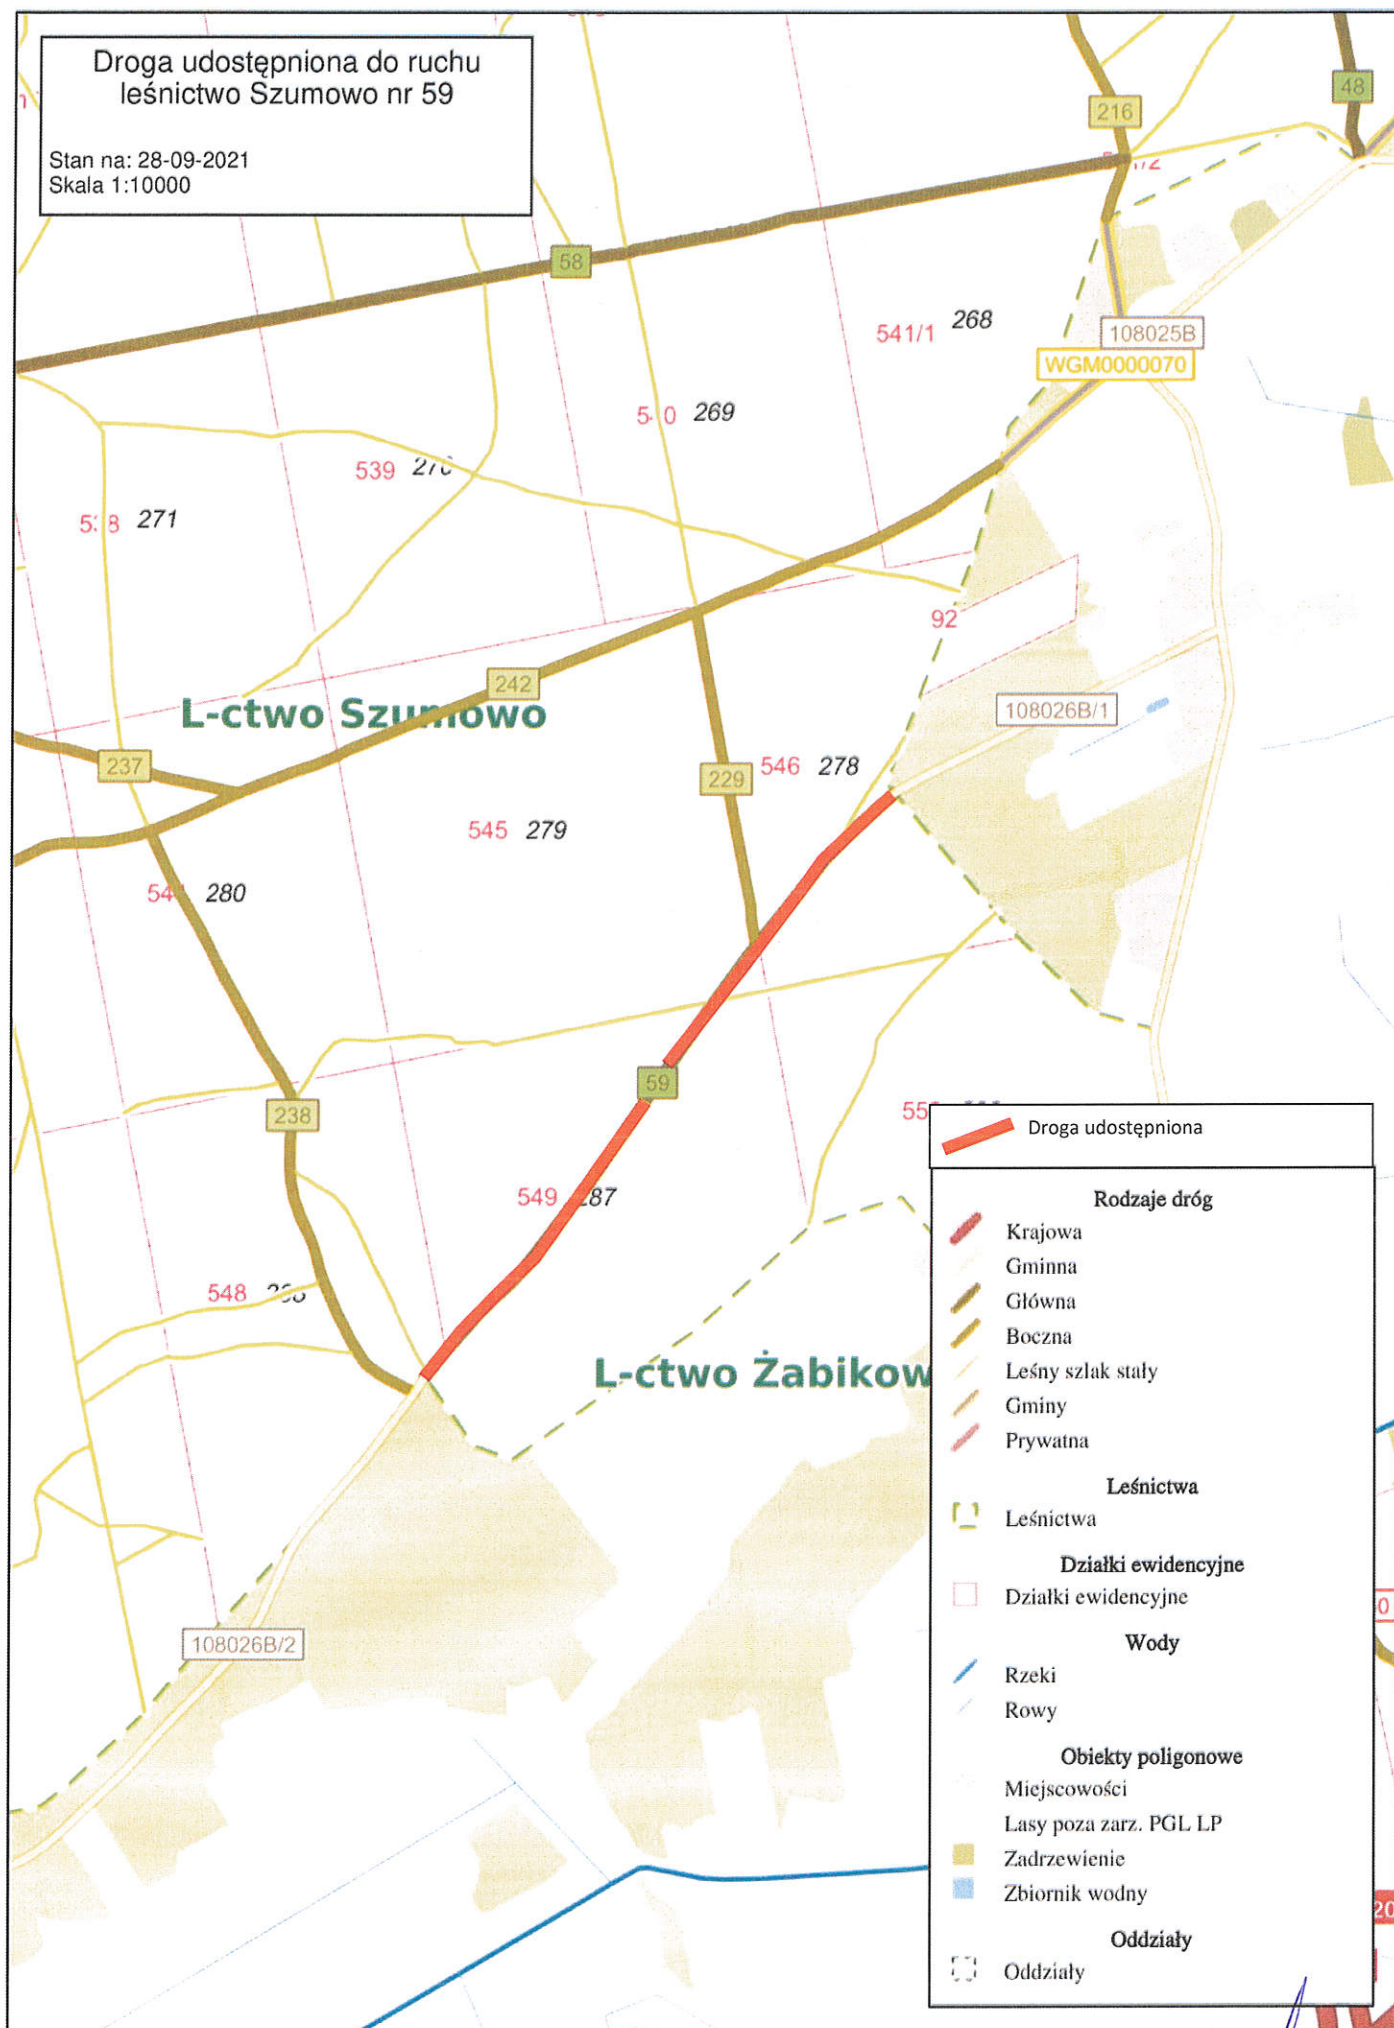 Droga udostępniona do ruchu
leśnictwo Szumowo nr 59
Stan na: 28-09-2021
Skala 1:10000
48
216
58
541/1 268
108025B
WGM0000070
269
539
271
92
242
L-ctwo Szumowo
108026B/1
237
229
546 278
545 279
280
59
238
549
548
L-ctwo Żabikow
108026B/2
Droga udostępniona
Rodzaje dróg
Krajowa
Gminna
Główna
Boczna
Leśny szlak stały
Gminy
Prywatna
Leśnictwa
Leśnictwa
Działki ewidencyjne
Działki ewidencyjne
Wody
Rzeki
Rowy
Obiekty poligonowe
Miejscowości
Lasy poza zarz. PGL LP
Zadrzewienie
Zbiornik wodny
Oddziały
Oddziały